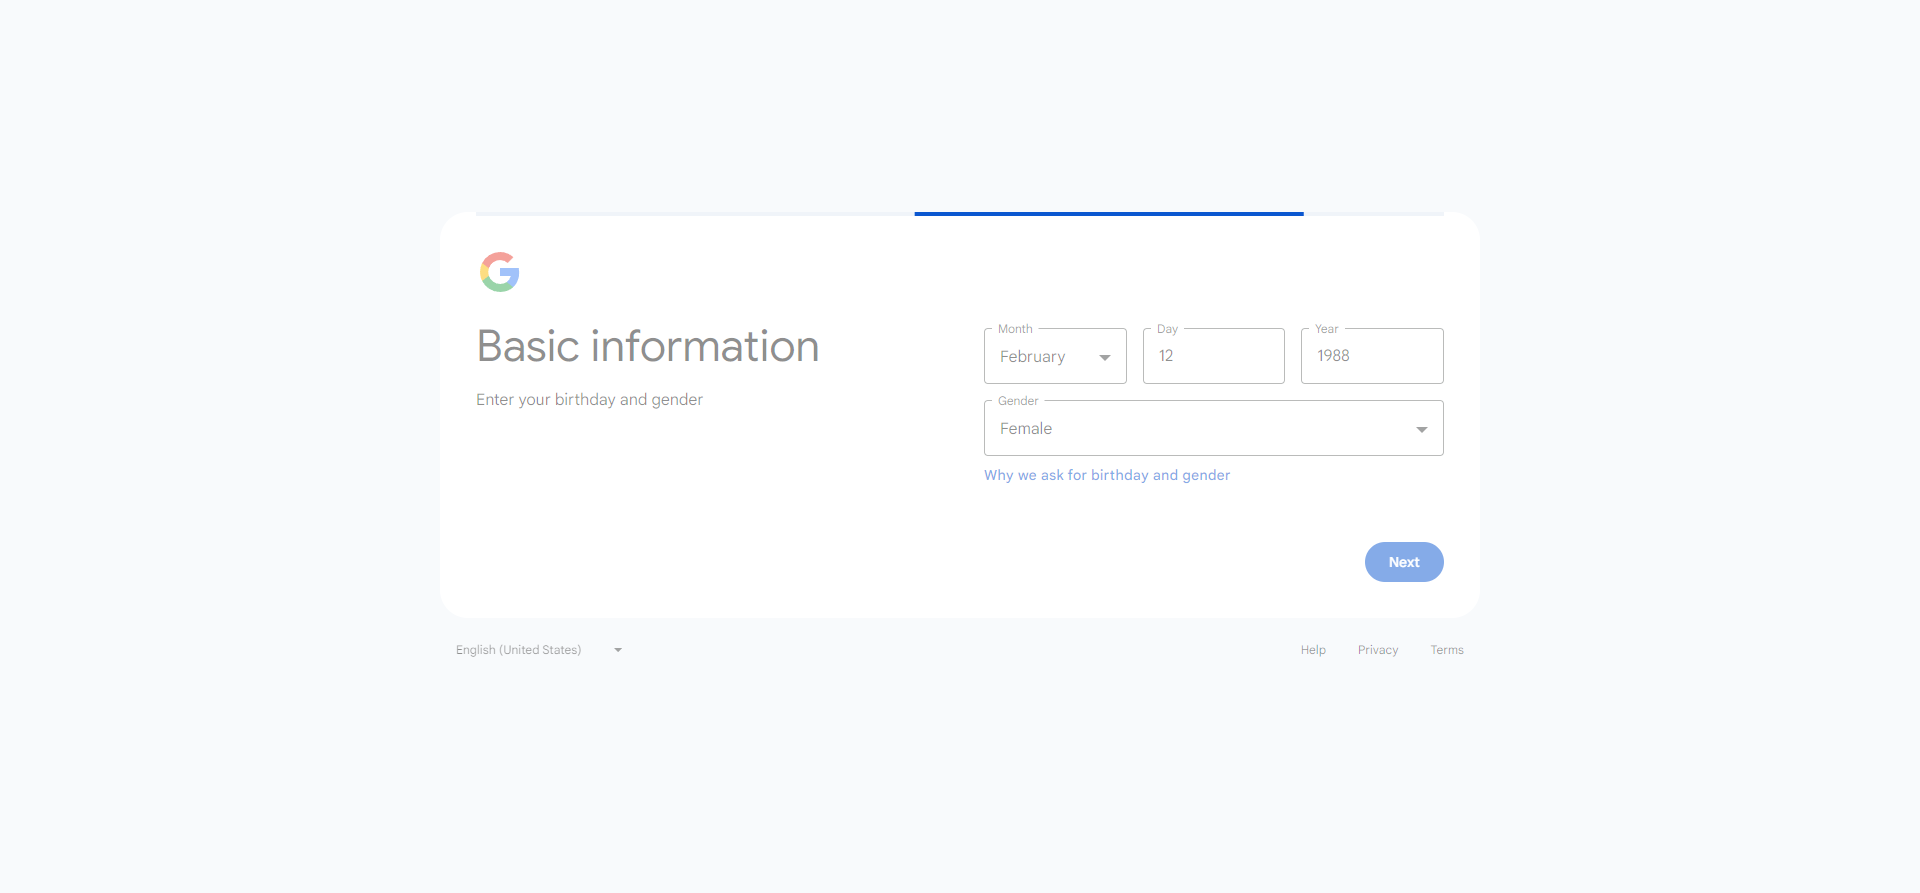 Basic information
Enter your birthday and gender
Month
February
Day
12
Year
1988
Gender
Female
Why we ask for birthday and gender
Next
English (United States)
Help
Privacy
Terms